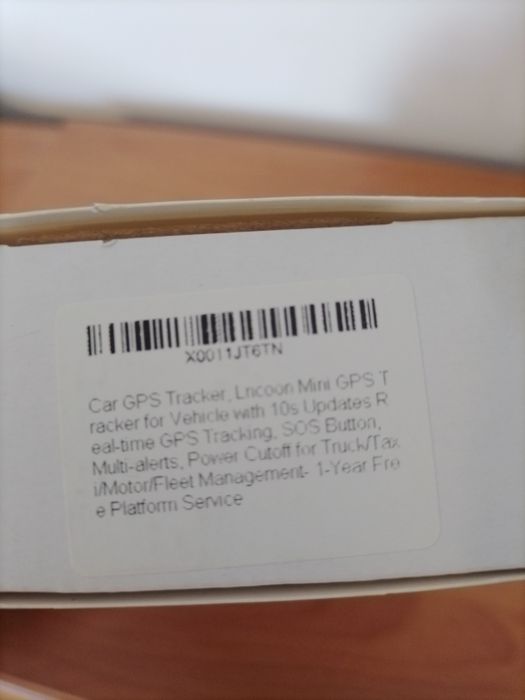 X0011JT6TN
Car GPS Tracker, Lncoon Mini GPS T
racker for Vehicle with 10s Updates R
eal-time GPS Tracking, SOS Button,
Multi-alerts, Power Cutoff for Truck/Tax
i/Motor/Fleet Management- 1-Year Fre
e Platform Service